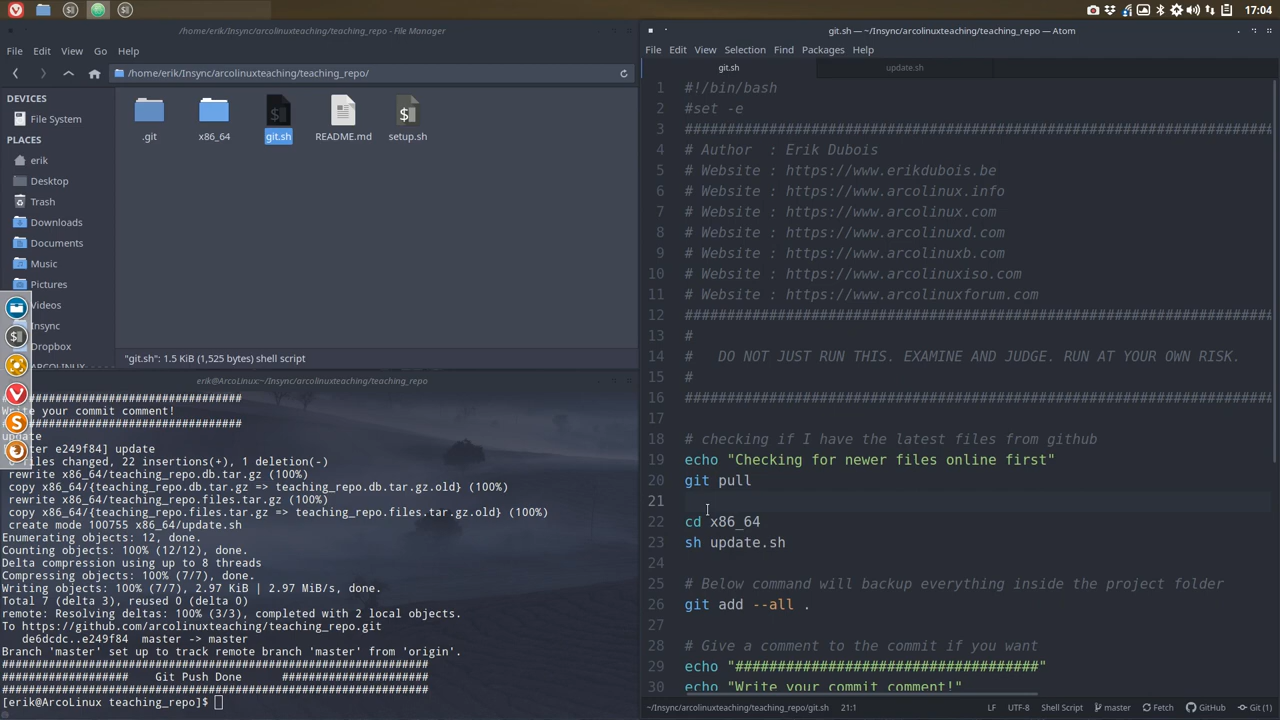 17:04
/home/erik/Insync/arcolinuxteaching/teaching_repo/ - File Manager
File Edit View Go Help
/home/erik/Insync/arcolinuxteaching/teaching_repo/
DEVICES
File System
PLACES
erik
Desktop
Trash
Downloads
Documents
Music
Pictures
Videos
Insync
Dropbox
ARCOLINUX
.git
x86_64
git.sh
README.md
setup.sh
"git.sh": 1.5 KiB (1,525 bytes) shell script
erik@ArcoLinux:~/Insync/arcolinuxteaching/teaching_repo
##################################
Write your commit comment!
##################################
update
ter e249f84] update
files changed, 22 insertions(+), 1 deletion(-)
rewrite x86_64/teaching_repo.db.tar.gz (100%)
copy x86_64/{teaching_repo.db.tar.gz => teaching_repo.db.tar.gz.old} (100%)
rewrite x86_64/teaching_repo.files.tar.gz (100%)
copy x86_64/{teaching_repo.files.tar.gz => teaching_repo.files.tar.gz.old} (100%)
create mode 100755 x86_64/update.sh
Enumerating objects: 12, done.
Counting objects: 100% (12/12), done.
Delta compression using up to 8 threads
Compressing objects: 100% (7/7), done.
Writing objects: 100% (7/7), 2.97 KiB | 2.97 MiB/s, done.
Total 7 (delta 3), reused 0 (delta 0)
remote: Resolving deltas: 100% (3/3), completed with 2 local objects.
To https://github.com/arcolinuxteaching/teaching_repo.git
de6dcdc..e249f84 master -> master
Branch 'master' set up to track remote branch 'master' from 'origin'.
################################################################
################### Git Push Done ######################
################################################################
[erik@ArcoLinux teaching_repo]$
git.sh — ~/Insync/arcolinuxteaching/teaching_repo — Atom
File Edit View Selection Find Packages Help
git.sh update.sh
1 #!/bin/bash
2 #set -e
3 ######################################################################
4 # Author : Erik Dubois
5 # Website : https://www.erikdubois.be
6 # Website : https://www.arcolinux.info
7 # Website : https://www.arcolinux.com
8 # Website : https://www.arcolinuxd.com
9 # Website : https://www.arcolinuxb.com
10 # Website : https://www.arcolinuxiso.com
11 # Website : https://www.arcolinuxforum.com
12 ######################################################################
13 #
14 # DO NOT JUST RUN THIS. EXAMINE AND JUDGE. RUN AT YOUR OWN RISK.
15 #
16 ######################################################################
17
18 # checking if I have the latest files from github
19 echo "Checking for newer files online first"
20 git pull
21
22 cd x86_64
23 sh update.sh
24
25 # Below command will backup everything inside the project folder
26 git add --all .
27
28 # Give a comment to the commit if you want
29 echo "####################################"
30 echo "Write your commit comment!"
~/Insync/arcolinuxteaching/teaching_repo/git.sh 21:1 LF UTF-8 Shell Script master Fetch GitHub Git (1)